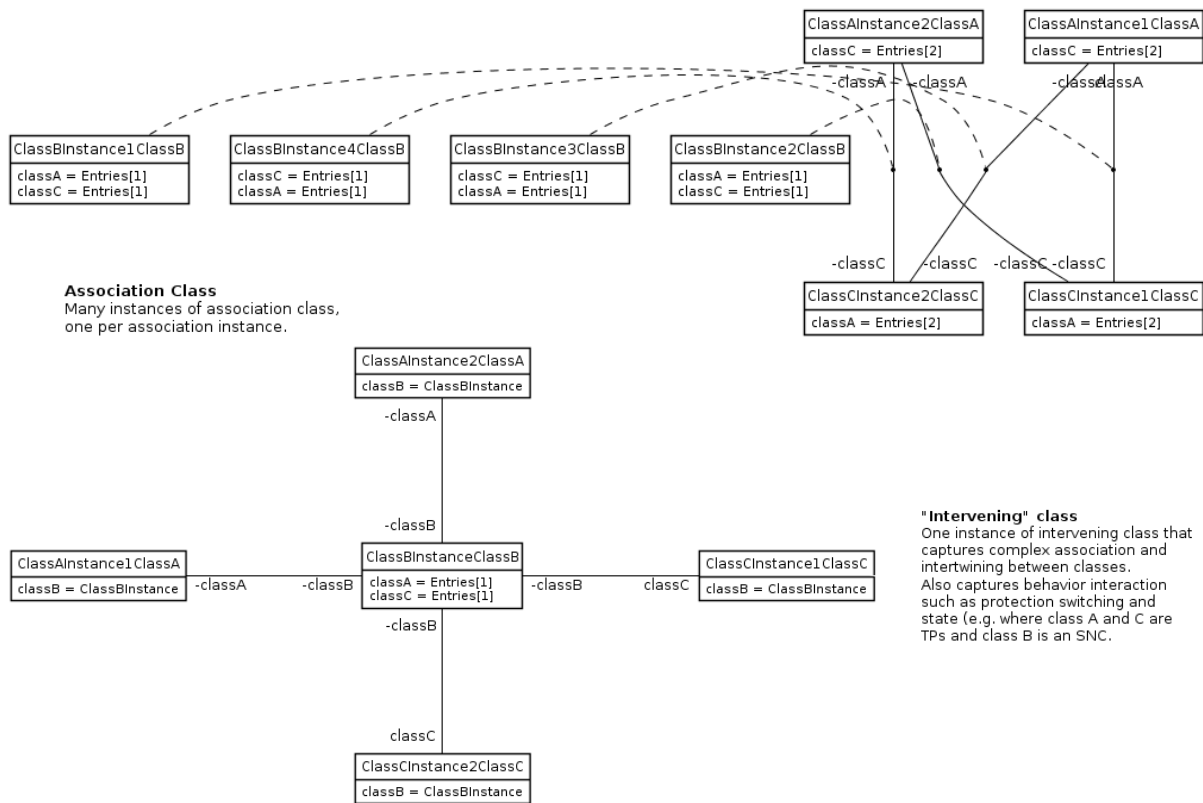 ClassAInstance2ClassA
classC = Entries[2]
ClassAInstance1ClassA
classC = Entries[2]
-classA
-classA
-classA
-classA
ClassBInstance1ClassB
classA = Entries[1]
classC = Entries[1]
ClassBInstance4ClassB
classC = Entries[1]
classA = Entries[1]
ClassBInstance3ClassB
classC = Entries[1]
classA = Entries[1]
ClassBInstance2ClassB
classA = Entries[1]
classC = Entries[1]
-classC
-classC
-classC
-classC
ClassCInstance2ClassC
classA = Entries[2]
ClassCInstance1ClassC
classA = Entries[2]
Association Class
Many instances of association class,
one per association instance.
ClassAInstance2ClassA
classB = ClassBInstance
-classA
-classB
ClassAInstance1ClassA
classB = ClassBInstance
-classA
-classB
ClassBInstanceClassB
classA = Entries[1]
classC = Entries[1]
-classB
classC
ClassCInstance1ClassC
classB = ClassBInstance
-classB
classC
ClassCInstance2ClassC
classB = ClassBInstance
"Intervening" class
One instance of intervening class that
captures complex association and
intertwining between classes.
Also captures behavior interaction
such as protection switching and
state (e.g. where class A and C are
TPs and class B is an SNC.